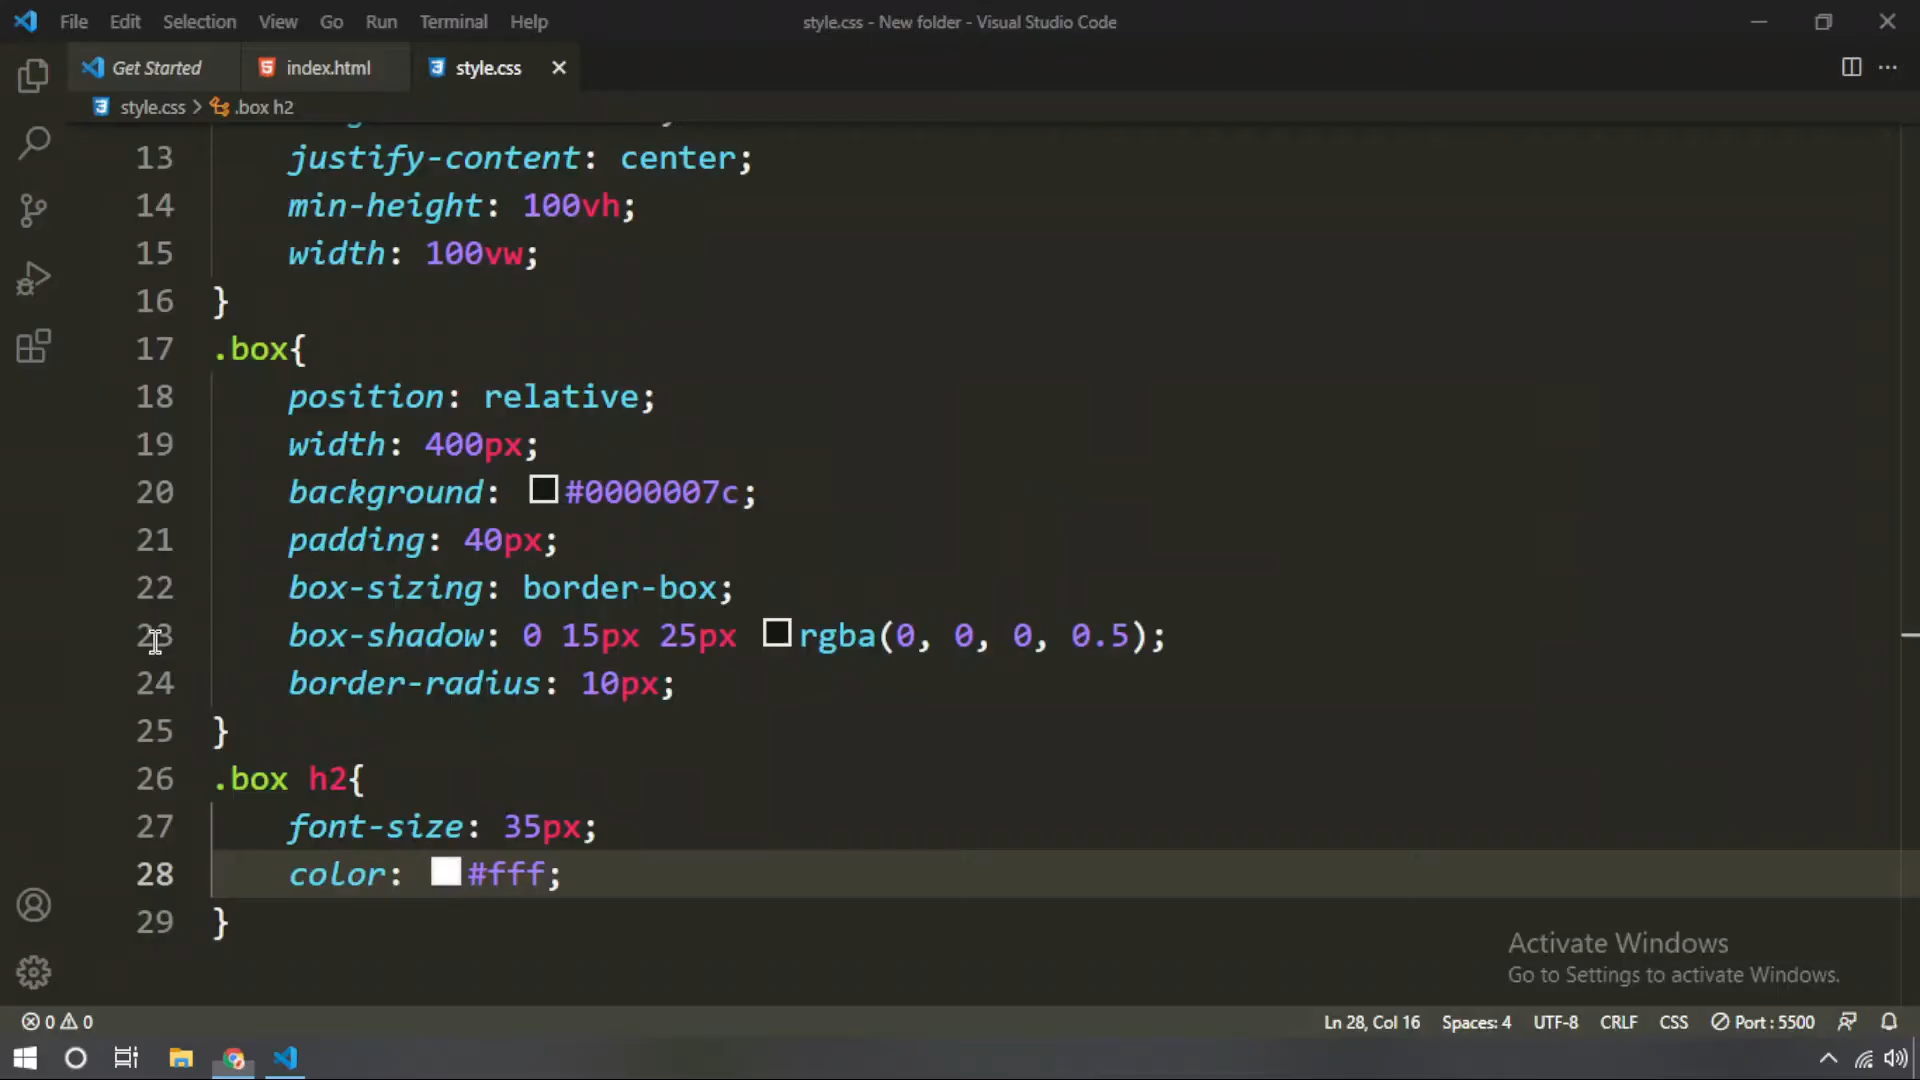 File Edit Selection View Go Run Terminal Help
style.css - New folder - Visual Studio Code
Get Started index.html style.css
style.css > .box h2
13 justify-content: center;
14 min-height: 100vh;
15 width: 100vw;
16 }
17 .box{
18 position: relative;
19 width: 400px;
20 background: #0000007c;
21 padding: 40px;
22 box-sizing: border-box;
23 box-shadow: 0 15px 25px rgba(0, 0, 0, 0.5);
24 border-radius: 10px;
25 }
26 .box h2{
27 font-size: 35px;
28 color: #fff;
29 }
Activate Windows
Go to Settings to activate Windows.
0 0 Ln 28, Col 16 Spaces: 4 UTF-8 CRLF CSS Port : 5500